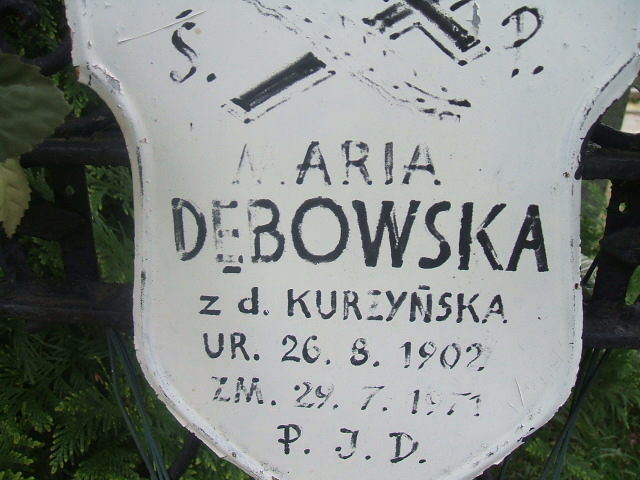 Ś. P.
MARIA
DĘBOWSKA
z d. KURZYŃSKA
UR. 26. 8. 1902
ZM. 29. 7. 1971
P. J. D.